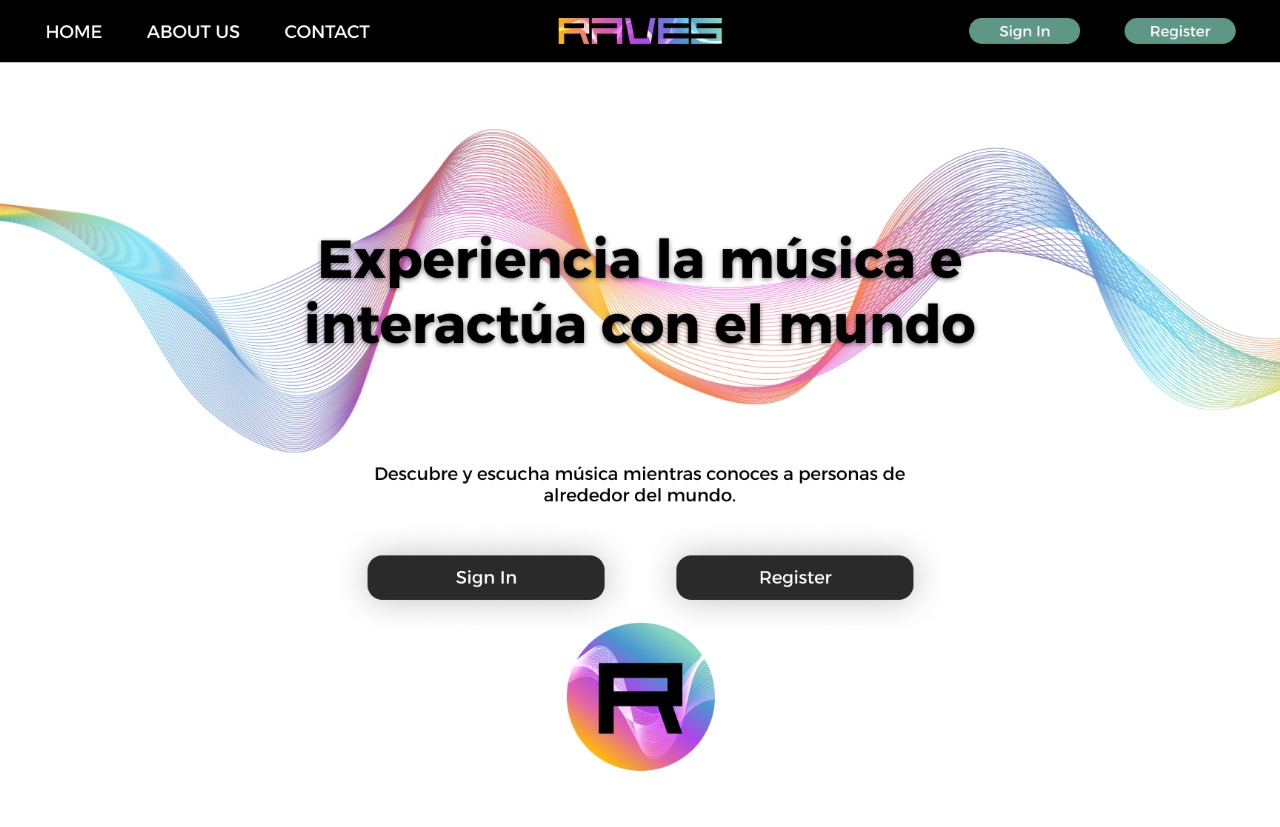 HOME ABOUT US CONTACT RAVES Sign In Register
Experiencia la música e
interactúa con el mundo
Descubre y escucha música mientras conoces a personas de
alrededor del mundo.
Sign In Register
R